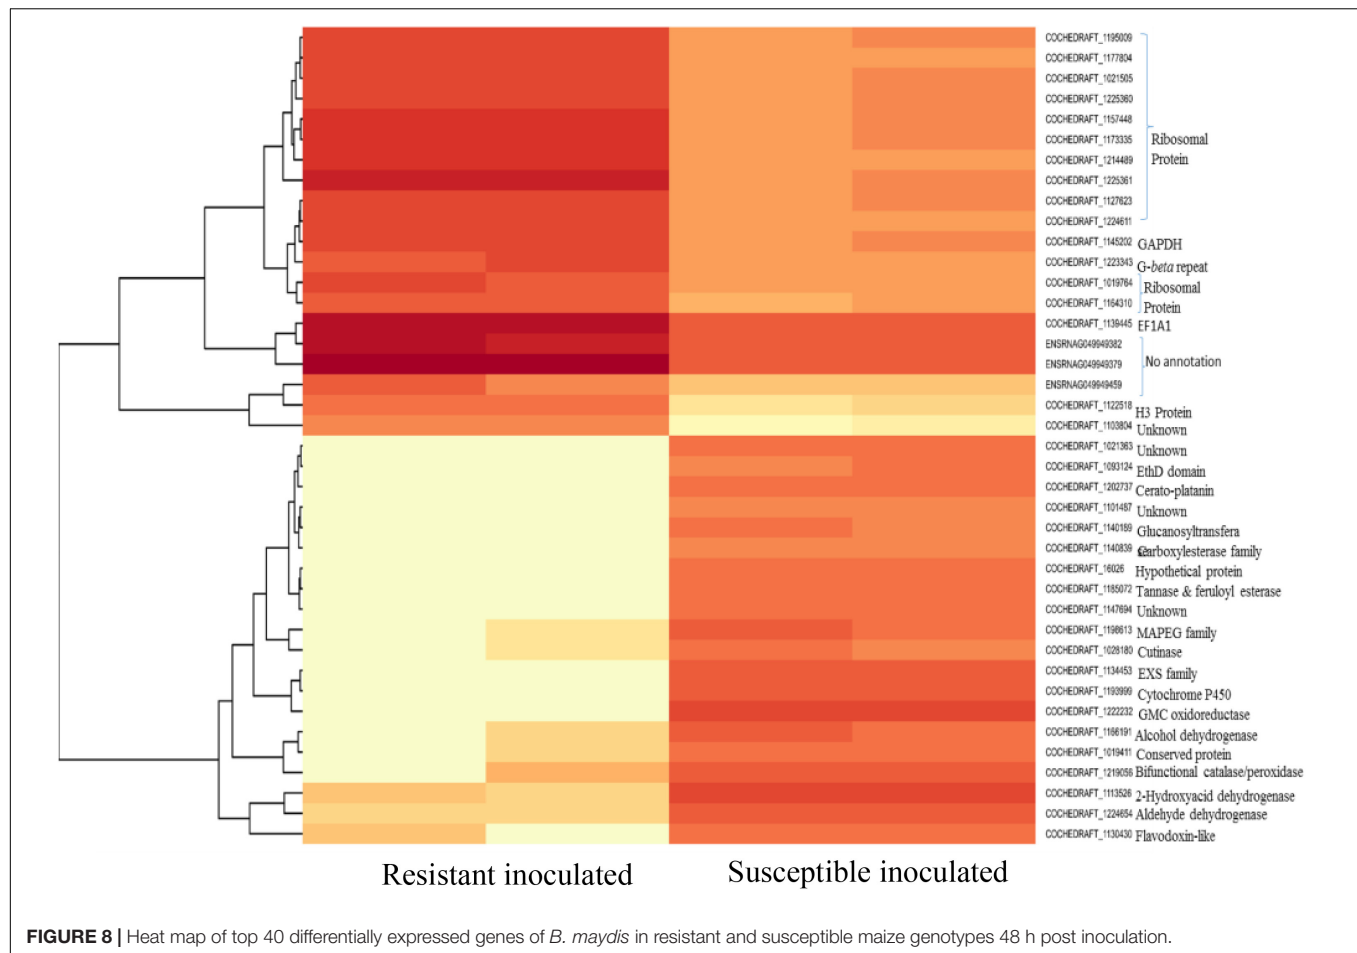 COCHEDRAFT_1195009
COCHEDRAFT_1177804
COCHEDRAFT_1021505
COCHEDRAFT_1225360
COCHEDRAFT_1157448
COCHEDRAFT_1173335 Ribosomal
COCHEDRAFT_1214489 Protein
COCHEDRAFT_1225361
COCHEDRAFT_1127623
COCHEDRAFT_1224611
COCHEDRAFT_1145202 GAPDH
COCHEDRAFT_1223343 G-beta repeat
COCHEDRAFT_1019764 Ribosomal
COCHEDRAFT_1164310 Protein
COCHEDRAFT_1139445 EF1A1
ENSRNAG049949382
ENSRNAG049949379 No annotation
ENSRNAG049949459
COCHEDRAFT_1122518 H3 Protein
COCHEDRAFT_1103804 Unknown
COCHEDRAFT_1021363 Unknown
COCHEDRAFT_1093124 EthD domain
COCHEDRAFT_1202737 Cerato-platanin
COCHEDRAFT_1101487 Unknown
COCHEDRAFT_1140189 Glucanosyltransfera
COCHEDRAFT_1140839 Carboxylesterase family
COCHEDRAFT_16026 Hypothetical protein
COCHEDRAFT_1185072 Tannase & feruloyl esterase
COCHEDRAFT_1147694 Unknown
COCHEDRAFT_1198613 MAPEG family
COCHEDRAFT_1028180 Cutinase
COCHEDRAFT_1134453 EXS family
COCHEDRAFT_1193999 Cytochrome P450
COCHEDRAFT_1222232 GMC oxidoreductase
COCHEDRAFT_1166191 Alcohol dehydrogenase
COCHEDRAFT_1019411 Conserved protein
COCHEDRAFT_1219056 Bifunctional catalase/peroxidase
COCHEDRAFT_1113526 2-Hydroxyacid dehydrogenase
COCHEDRAFT_1224654 Aldehyde dehydrogenase
COCHEDRAFT_1130430 Flavodoxin-like
Resistant inoculated Susceptible inoculated
FIGURE 8 | Heat map of top 40 differentially expressed genes of B. maydis in resistant and susceptible maize genotypes 48 h post inoculation.